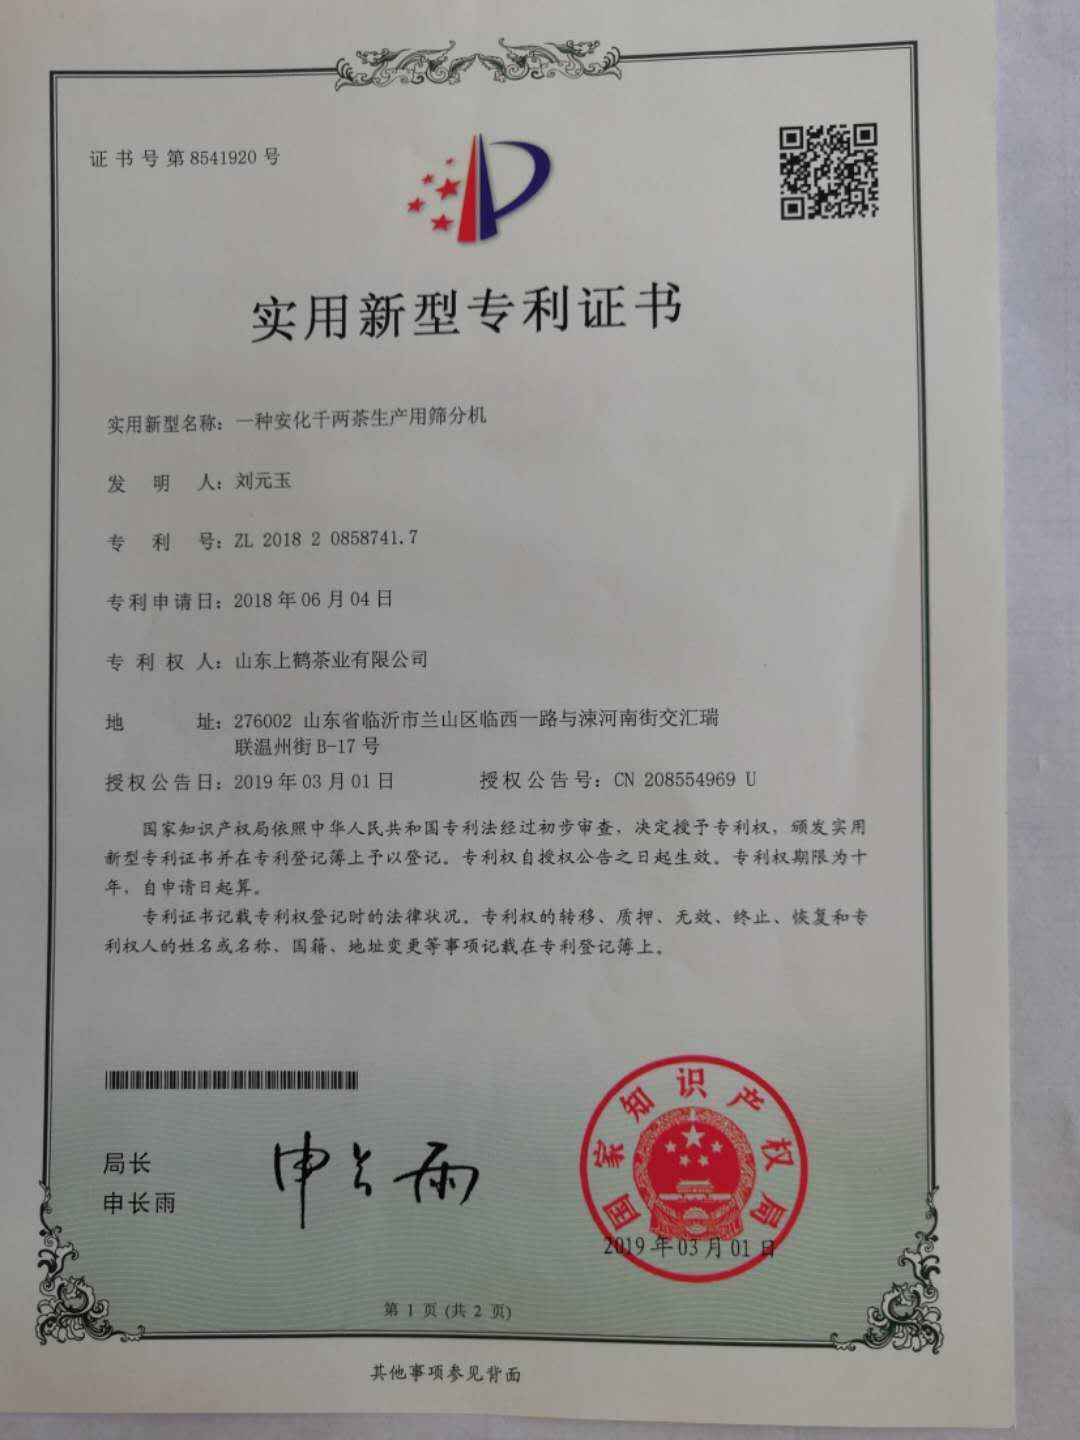 证书号第8541920号
实用新型专利证书
实用新型名称：一种安化千两茶生产用筛分机
发明人：刘元玉
专利号：ZL 2018 2 0858741.7
专利申请日：2018年06月04日
专利权人：山东上鹤茶业有限公司
地址：276002 山东省临沂市兰山区临西一路与涑河南街交汇瑞
联温州街B-17号
授权公告日：2019年03月01日 授权公告号：CN 208554969 U
国家知识产权局依照中华人民共和国专利法经过初步审查，决定授予专利权，颁发实用
新型专利证书并在专利登记簿上予以登记。专利权自授权公告之日起生效。专利权期限为十
年，自申请日起算。
专利证书记载专利权登记时的法律状况。专利权的转移、质押、无效、终止、恢复和专
利权人的姓名或名称、国籍、地址变更等事项记载在专利登记簿上。
局长
申长雨
申长雨
国家知识产权局
2019年03月01日
第 1 页 (共 2 页)
其他事项参见背面